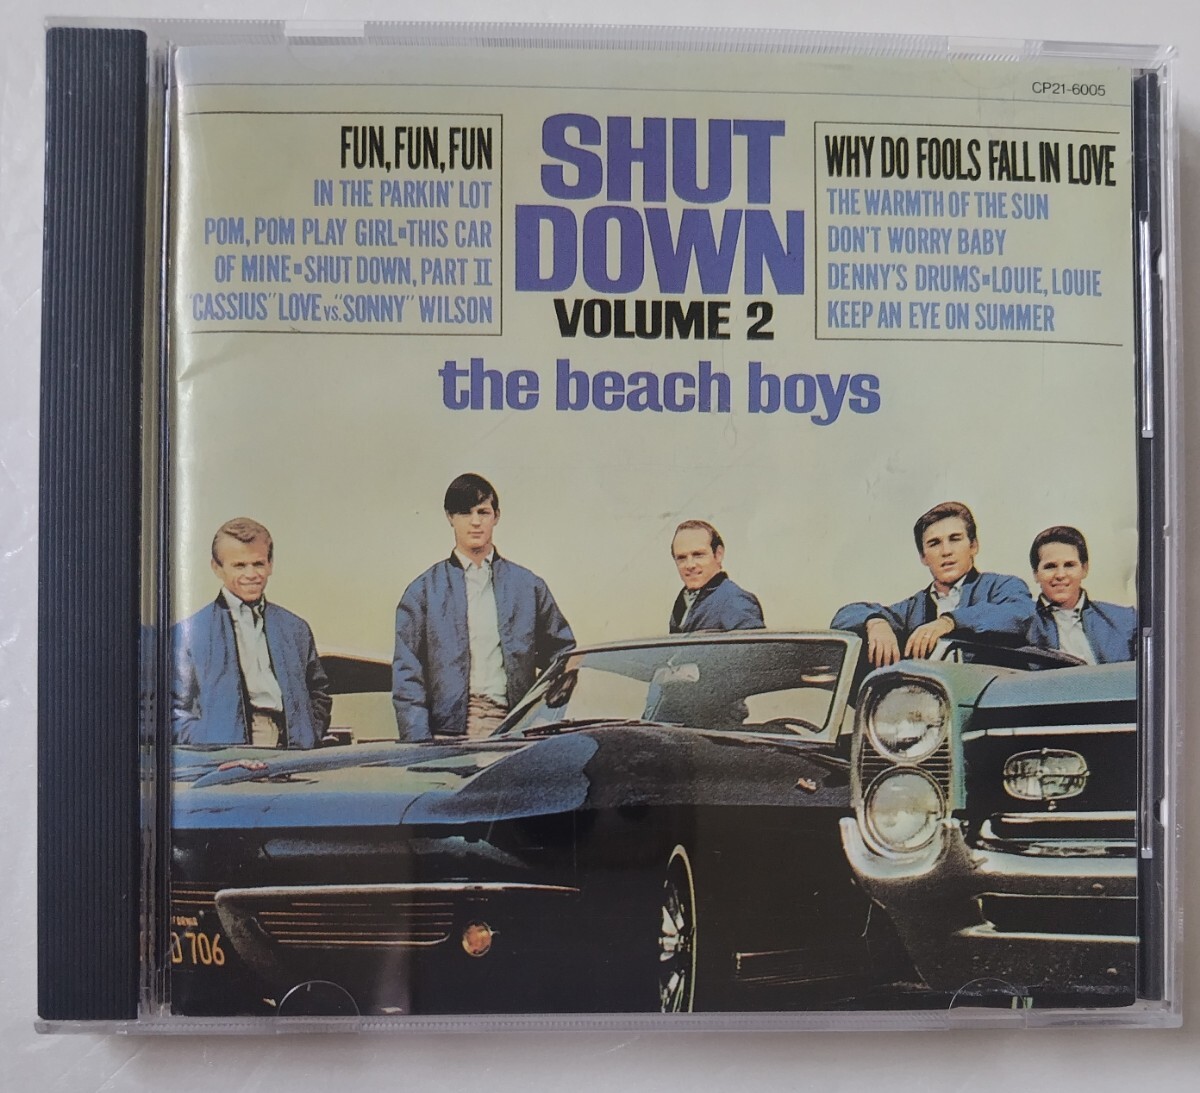 CP21-6005
FUN, FUN, FUN
IN THE PARKIN' LOT
POM, POM PLAY GIRL▪THIS CAR
OF MINE▪SHUT DOWN, PART II
"CASSIUS" LOVE vs. "SONNY" WILSON
SHUT
DOWN
VOLUME 2
WHY DO FOOLS FALL IN LOVE
THE WARMTH OF THE SUN
DON'T WORRY BABY
DENNY'S DRUMS▪LOUIE, LOUIE
KEEP AN EYE ON SUMMER
the beach boys
706